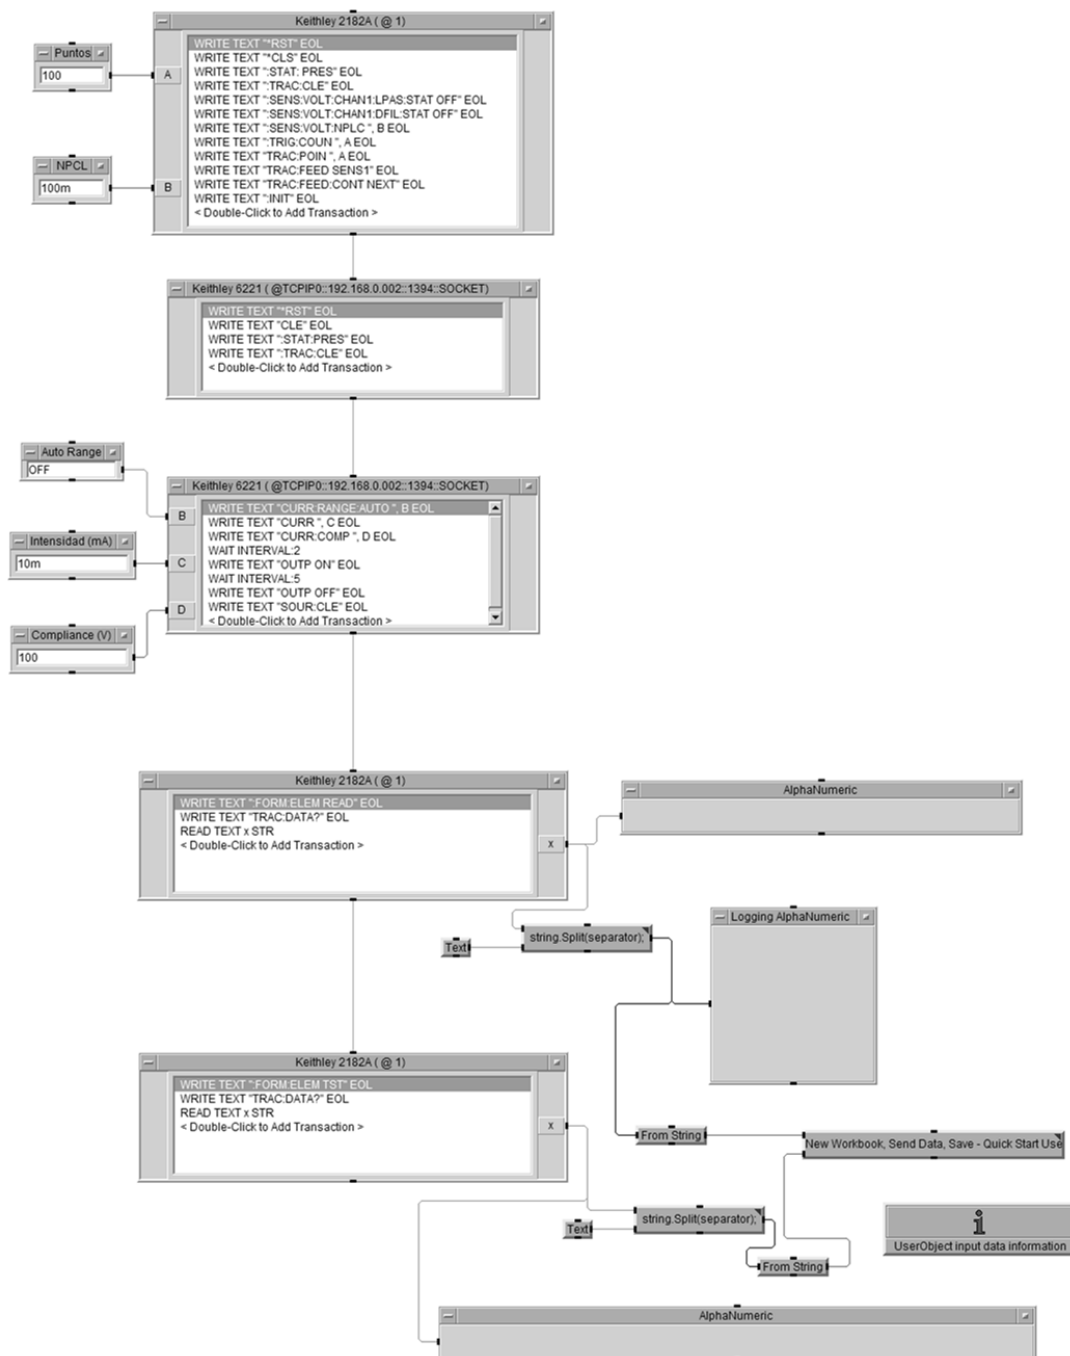 Keithley 2182A ( @ 1)
WRITE TEXT "*RST" EOL
WRITE TEXT "*CLS" EOL
WRITE TEXT ":STAT: PRES" EOL
WRITE TEXT ":TRAC:CLE" EOL
WRITE TEXT ":SENS:VOLT:CHAN1:LPAS:STAT OFF" EOL
WRITE TEXT ":SENS:VOLT:CHAN1:DFIL:STAT OFF" EOL
WRITE TEXT ":SENS:VOLT:NPLC ", B EOL
WRITE TEXT ":TRIG:COUN ", A EOL
WRITE TEXT "TRAC:POIN ", A EOL
WRITE TEXT "TRAC:FEED SENS1" EOL
WRITE TEXT "TRAC:FEED:CONT NEXT" EOL
WRITE TEXT ":INIT" EOL
< Double-Click to Add Transaction >
Puntos
100
A
NPCL
100m
B
Keithley 6221 ( @TCPIP0::192.168.0.002::1394::SOCKET)
WRITE TEXT "*RST" EOL
WRITE TEXT "CLE" EOL
WRITE TEXT ":STAT:PRES" EOL
WRITE TEXT ":TRAC:CLE" EOL
< Double-Click to Add Transaction >
Auto Range
OFF
Intensidad (mA)
10m
Compliance (V)
100
Keithley 6221 ( @TCPIP0::192.168.0.002::1394::SOCKET)
B
C
D
WRITE TEXT "CURR:RANGE:AUTO ", B EOL
WRITE TEXT "CURR ", C EOL
WRITE TEXT "CURR:COMP ", D EOL
WAIT INTERVAL:2
WRITE TEXT "OUTP ON" EOL
WAIT INTERVAL:5
WRITE TEXT "OUTP OFF" EOL
WRITE TEXT "SOUR:CLE" EOL
< Double-Click to Add Transaction >
Keithley 2182A ( @ 1)
WRITE TEXT ":FORM:ELEM READ" EOL
WRITE TEXT "TRAC:DATA?" EOL
READ TEXT x STR
< Double-Click to Add Transaction >
x
AlphaNumeric
Text
string.Split(separator);
Logging AlphaNumeric
Keithley 2182A ( @ 1)
WRITE TEXT ":FORM:ELEM TST" EOL
WRITE TEXT "TRAC:DATA?" EOL
READ TEXT x STR
< Double-Click to Add Transaction >
x
From String
New Workbook, Send Data, Save - Quick Start Use
Text
string.Split(separator);
From String
i
UserObject input data information
AlphaNumeric